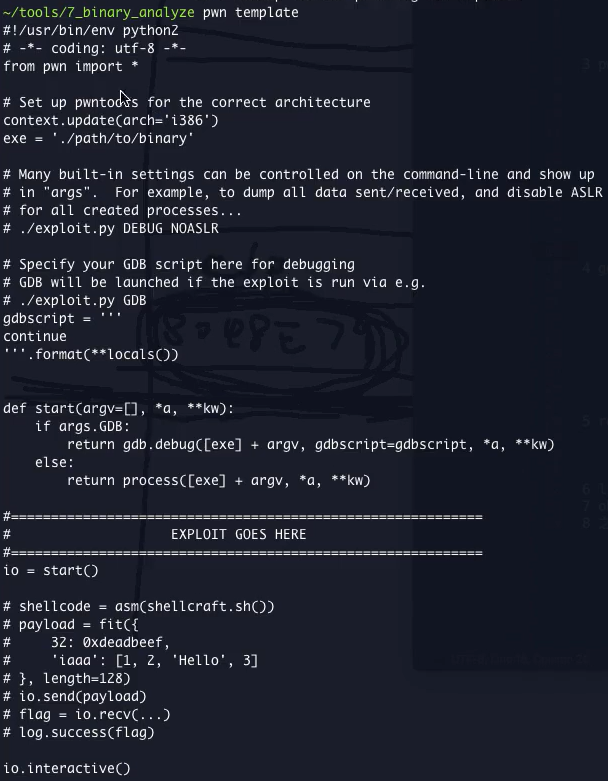 ~/tools/7_binary_analyze pwn template
#!/usr/bin/env python2
# -*- coding: utf-8 -*-
from pwn import *
# Set up pwntools for the correct architecture
context.update(arch='i386')
exe = './path/to/binary'
# Many built-in settings can be controlled on the command-line and show up
# in "args".  For example, to dump all data sent/received, and disable ASLR
# for all created processes...
# ./exploit.py DEBUG NOASLR
# Specify your GDB script here for debugging
# GDB will be launched if the exploit is run via e.g.
# ./exploit.py GDB
gdbscript = '''
continue
'''.format(**locals())
def start(argv=[], *a, **kw):
    if args.GDB:
        return gdb.debug([exe] + argv, gdbscript=gdbscript, *a, **kw)
    else:
        return process([exe] + argv, *a, **kw)
#===========================================================
#                    EXPLOIT GOES HERE
#===========================================================
io = start()
# shellcode = asm(shellcraft.sh())
# payload = fit({
#     32: 0xdeadbeef,
#     'iaaa': [1, 2, 'Hello', 3]
# }, length=128)
# io.send(payload)
# flag = io.recv(...)
# log.success(flag)
io.interactive()